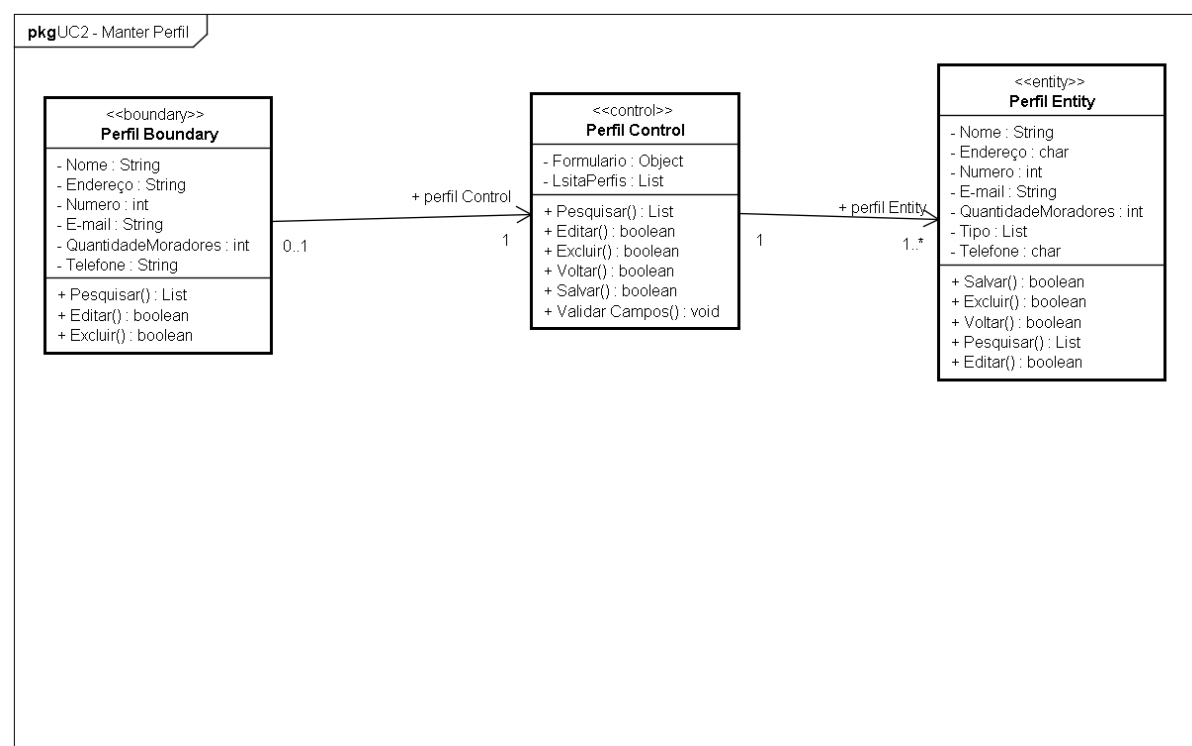 pkgUC2 - Manter Perfil
<<boundary>>
Perfil Boundary
- Nome : String
- Endereço : String
- Numero : int
- E-mail : String
- QuantidadeMoradores : int
- Telefone : String
+ Pesquisar() : List
+ Editar() : boolean
+ Excluir() : boolean
+ perfil Control
0..1
1
<<control>>
Perfil Control
- Formulario : Object
- LsitaPerfis : List
+ Pesquisar() : List
+ Editar() : boolean
+ Excluir() : boolean
+ Voltar() : boolean
+ Salvar() : boolean
+ Validar Campos() : void
+ perfil Entity
1
1..*
<<entity>>
Perfil Entity
- Nome : String
- Endereço : char
- Numero : int
- E-mail : String
- QuantidadeMoradores : int
- Tipo : List
- Telefone : char
+ Salvar() : boolean
+ Excluir() : boolean
+ Voltar() : boolean
+ Pesquisar() : List
+ Editar() : boolean